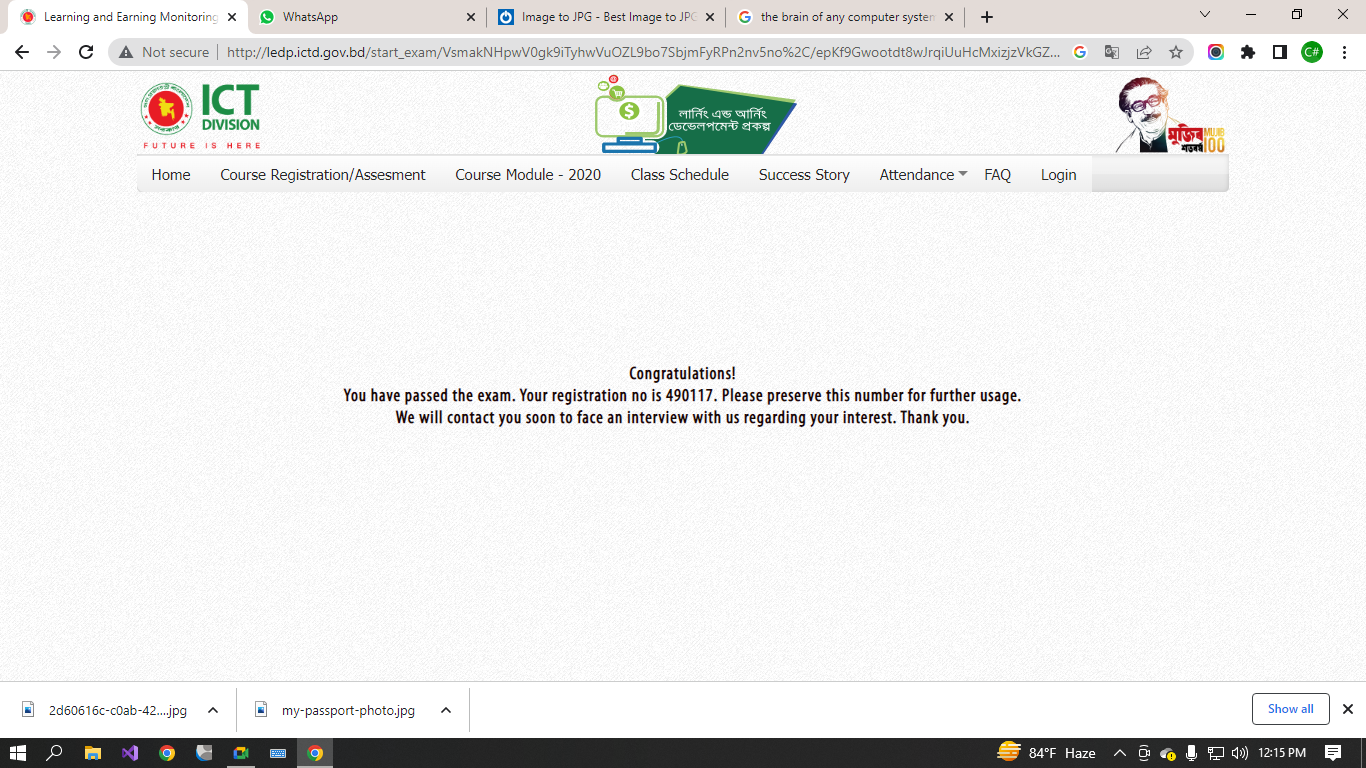 Learning and Earning Monitoring
WhatsApp
Image to JPG - Best Image to JPG
the brain of any computer system
Not secure
http://ledp.ictd.gov.bd/start_exam/VsmakNHpwV0gk9iTyhwVuOZL9bo7SbjmFyRPn2nv5no%2C/epKf9Gwootdt8wJrqiUuHcMxizjzVkGZ...
C#
ICT
DIVISION
FUTURE IS HERE
লার্নিং এন্ড আর্নিং
ডেভেলপমেন্ট প্রকল্প
মুজিব MUJIB
শতবর্ষ 100
Home
Course Registration/Assesment
Course Module - 2020
Class Schedule
Success Story
Attendance
FAQ
Login
Congratulations!
You have passed the exam. Your registration no is 490117. Please preserve this number for further usage.
We will contact you soon to face an interview with us regarding your interest. Thank you.
2d60616c-c0ab-42....jpg
my-passport-photo.jpg
Show all
84°F Haze
12:15 PM